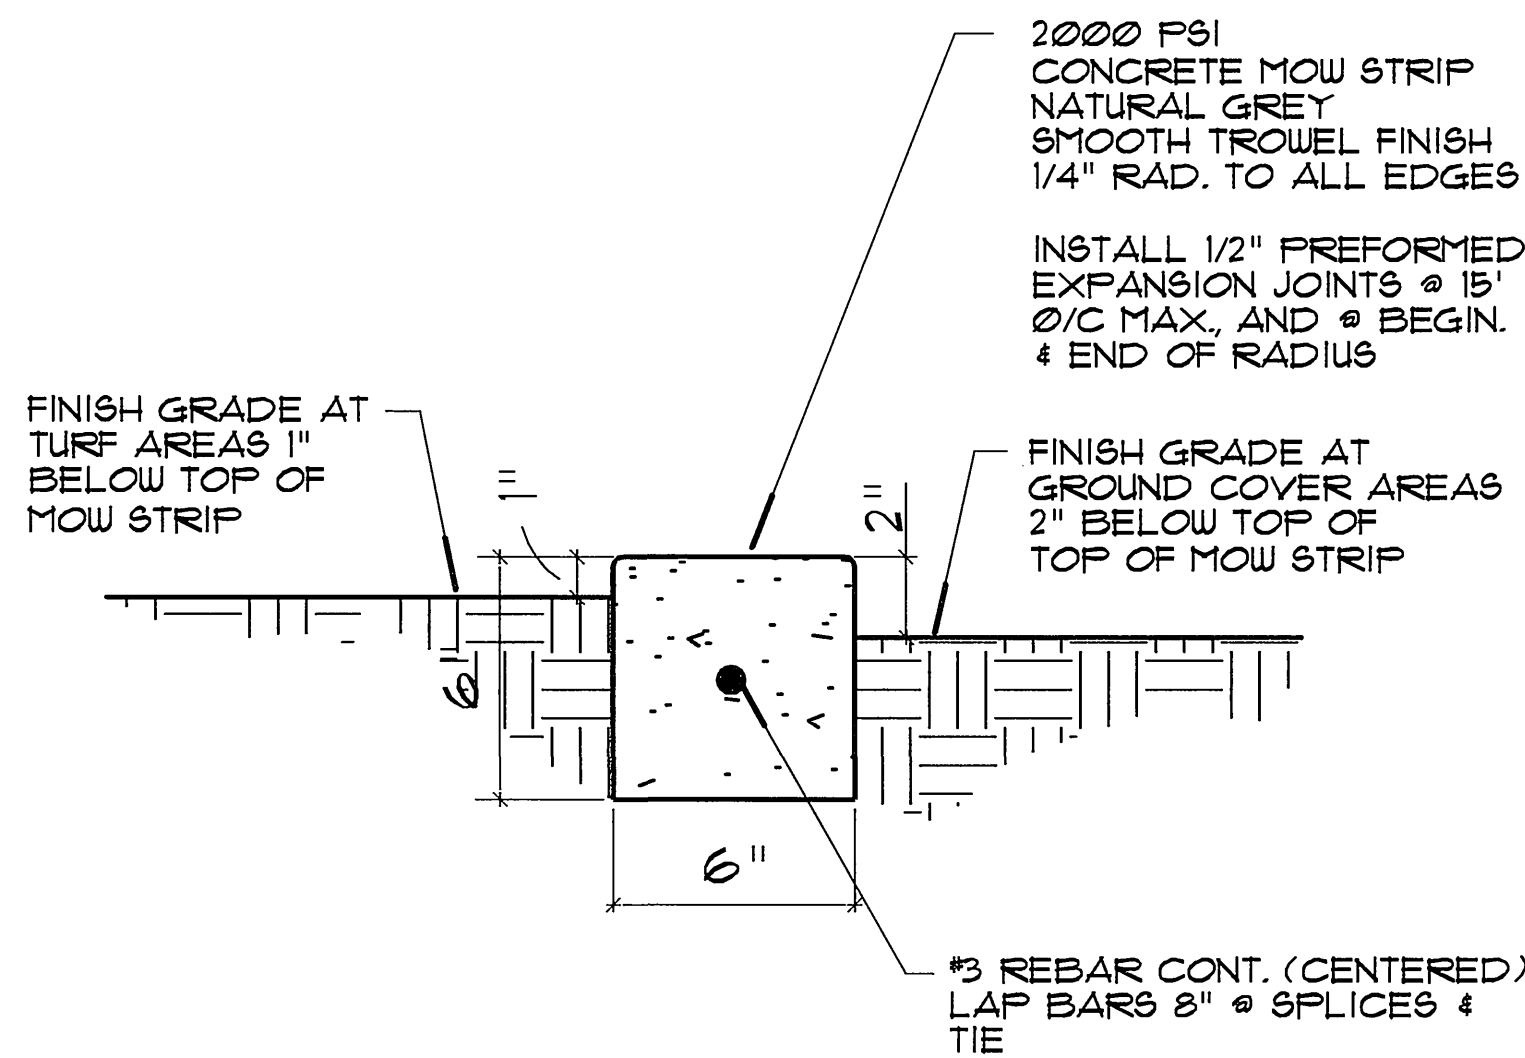 2000 PSI
CONCRETE MOW STRIP
NATURAL GREY
SMOOTH TROWEL FINISH
1/4" RAD. TO ALL EDGES
INSTALL 1/2" PREFORMED
EXPANSION JOINTS @ 15'
O/C MAX., AND @ BEGIN.
& END OF RADIUS
FINISH GRADE AT
TURF AREAS 1"
BELOW TOP OF
MOW STRIP
FINISH GRADE AT
GROUND COVER AREAS
2" BELOW TOP OF
TOP OF MOW STRIP
1"
2"
6"
6"
#3 REBAR CONT. (CENTERED)
LAP BARS 8" @ SPLICES &
TIE